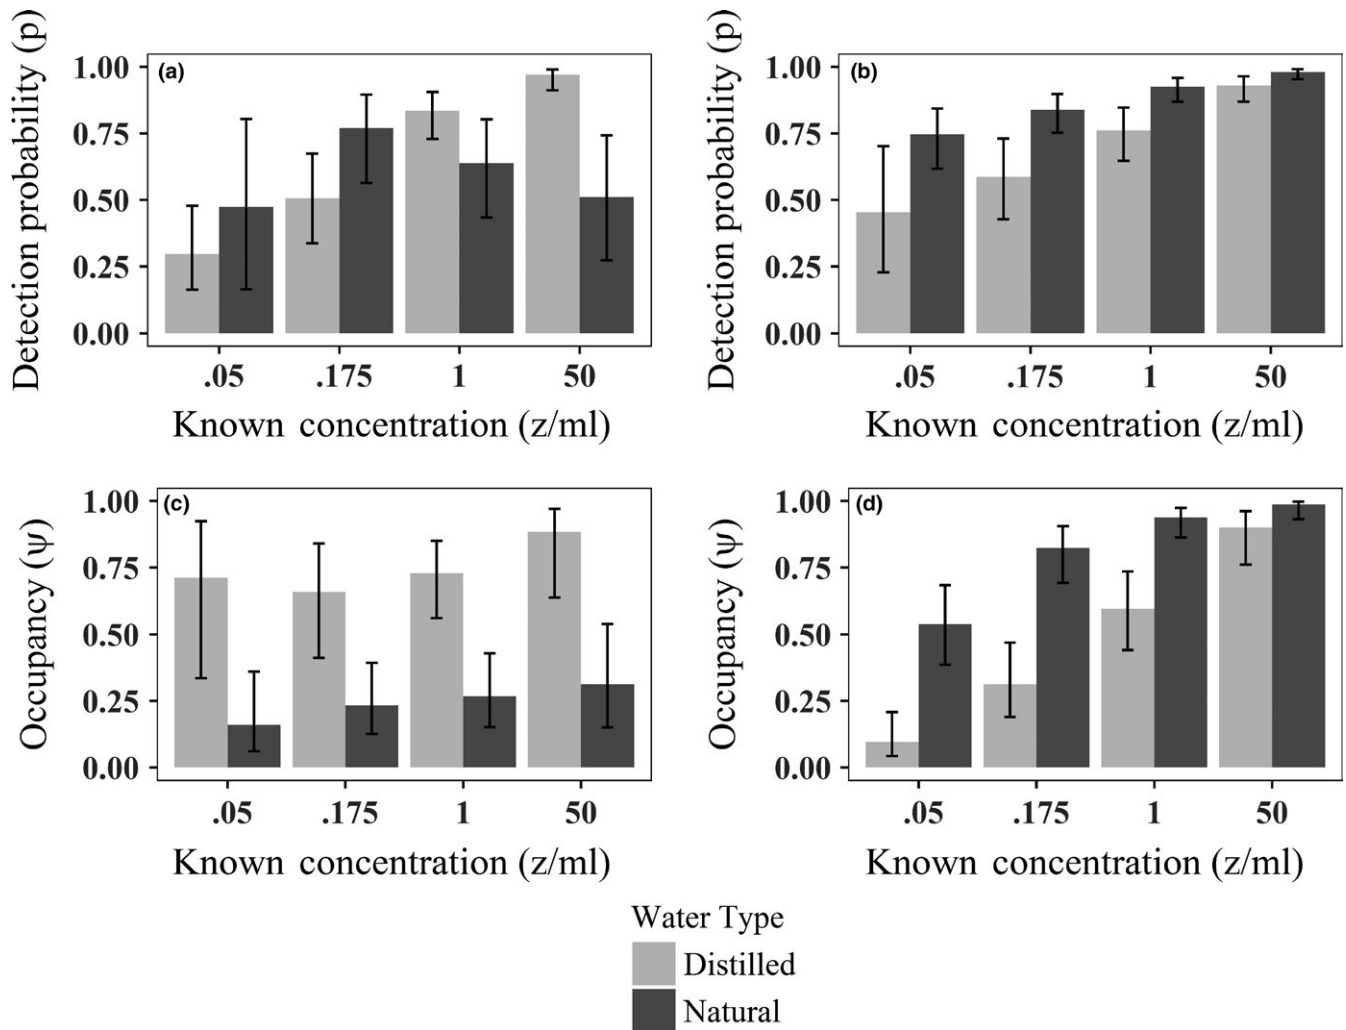 Detection probability (p)
1.00
0.75
0.50
0.25
0.00
(a)
.05 .175 1 50
Known concentration (z/ml)
Detection probability (p)
1.00
0.75
0.50
0.25
0.00
(b)
.05 .175 1 50
Known concentration (z/ml)
Occupancy (ψ)
1.00
0.75
0.50
0.25
0.00
(c)
.05 .175 1 50
Known concentration (z/ml)
Occupancy (ψ)
1.00
0.75
0.50
0.25
0.00
(d)
.05 .175 1 50
Known concentration (z/ml)
Water Type
Distilled
Natural